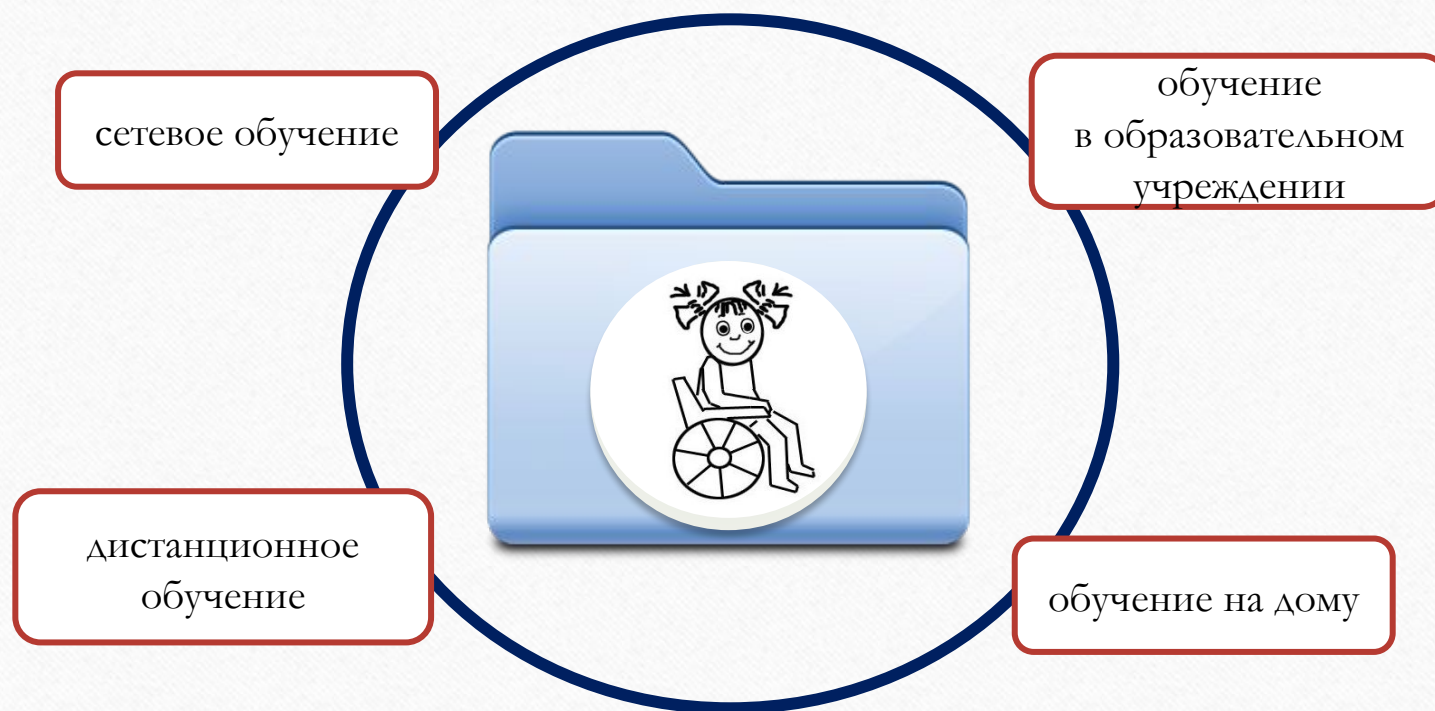 сетевое обучение
обучение
в образовательном
учреждении
дистанционное
обучение
обучение на дому